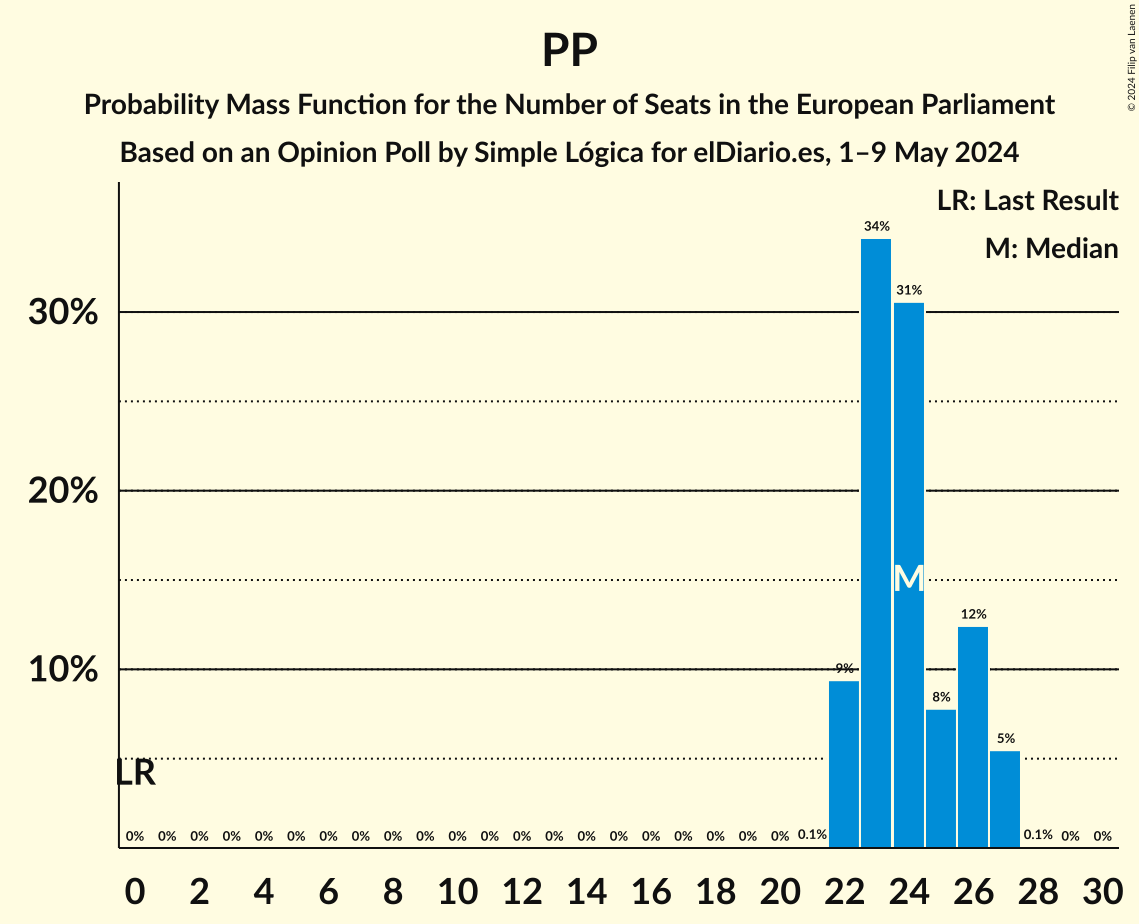 PP
Probability Mass Function for the Number of Seats in the European Parliament
Based on an Opinion Poll by Simple Lógica for elDiario.es, 1–9 May 2024
© 2024 Filip van Laenen
LR: Last Result
M: Median
34%
31%
30%
20%
M
12%
10%
9%
8%
5%
LR
0% 0% 0% 0% 0% 0% 0% 0% 0% 0% 0% 0% 0% 0% 0% 0% 0% 0% 0% 0% 0% 0.1% 0.1% 0% 0%
0 2 4 6 8 10 12 14 16 18 20 22 24 26 28 30